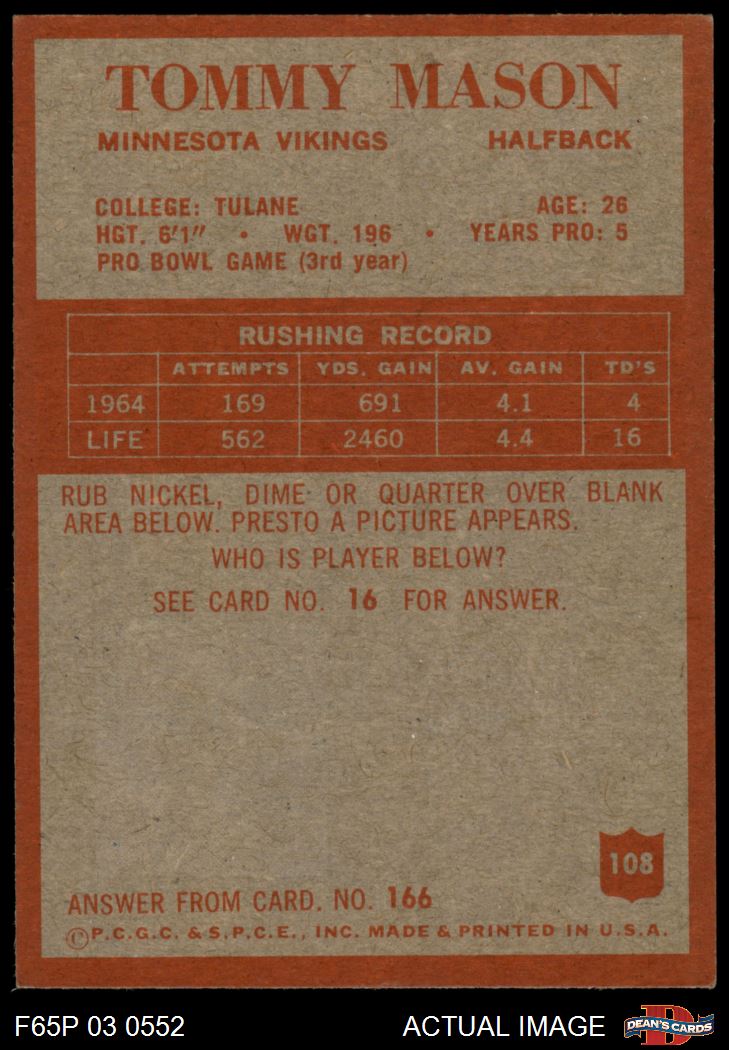 TOMMY MASON
MINNESOTA VIKINGS HALFBACK
COLLEGE: TULANE AGE: 26
HGT. 6'1" • WGT. 196 • YEARS PRO: 5
PRO BOWL GAME (3rd year)
RUSHING RECORD
ATTEMPTS YDS. GAIN AV. GAIN TD'S
1964 169 691 4.1 4
LIFE 562 2460 4.4 16
RUB NICKEL, DIME OR QUARTER OVER BLANK
AREA BELOW. PRESTO A PICTURE APPEARS.
WHO IS PLAYER BELOW?
SEE CARD NO. 16 FOR ANSWER.
108
ANSWER FROM CARD. NO. 166
©P.C.G.C. & S.P.C.E., INC. MADE & PRINTED IN U.S.A.
F65P 03 0552 ACTUAL IMAGE D DEAN'S CARDS